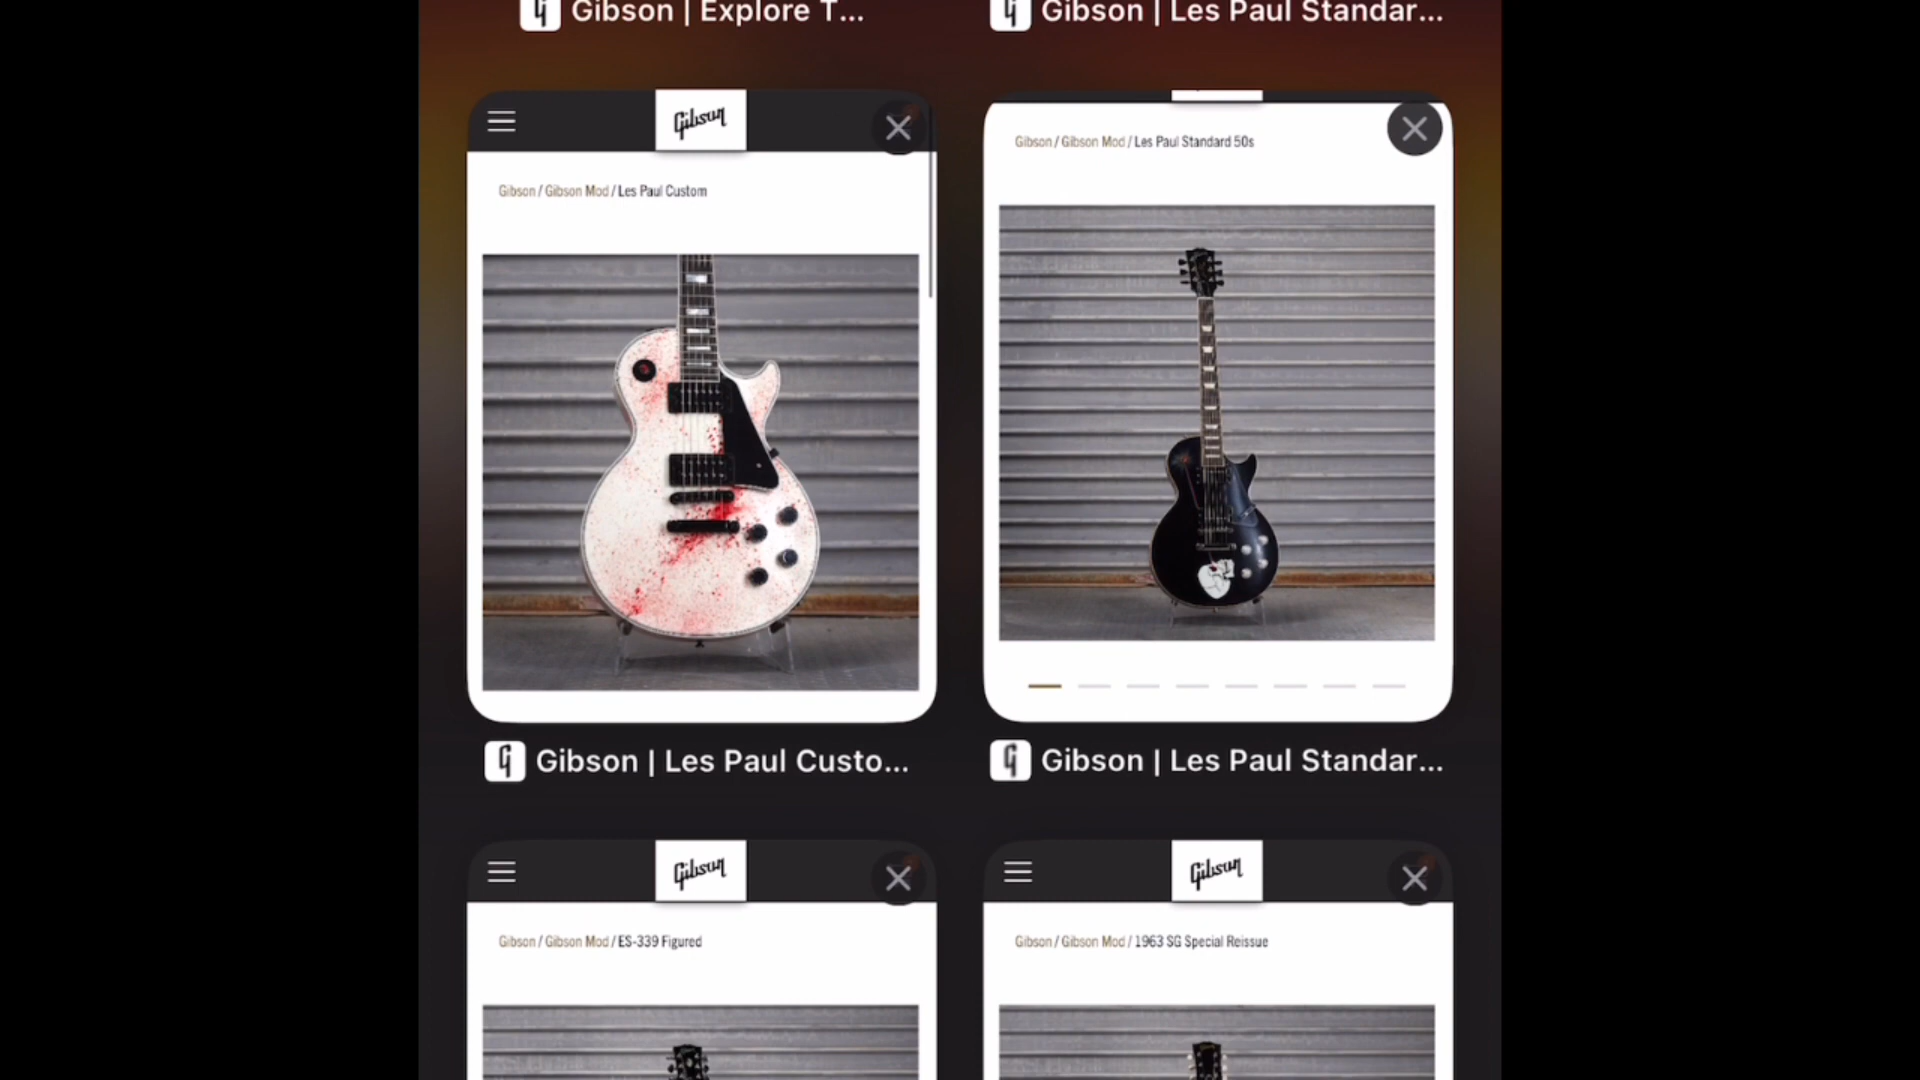 Gibson | Explore T...
Gibson | Les Paul Standar...
Gibson
Gibson / Gibson Mod / Les Paul Custom
Gibson / Gibson Mod / Les Paul Standard 50s
Gibson | Les Paul Custo...
Gibson | Les Paul Standar...
Gibson
Gibson
Gibson / Gibson Mod / ES-339 Figured
Gibson / Gibson Mod / 1963 SG Special Reissue